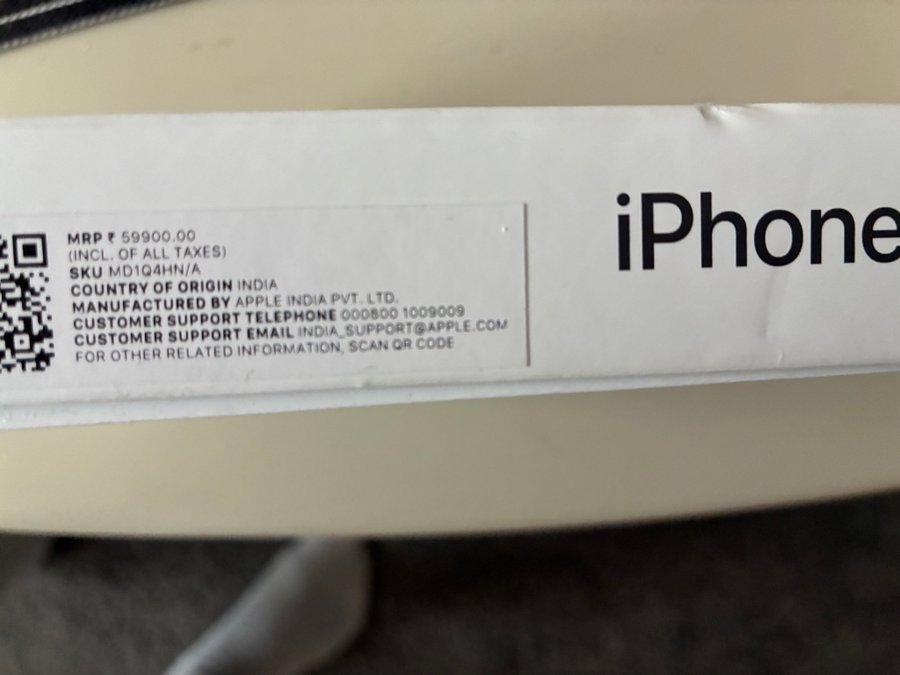 MRP ₹ 59900.00
(INCL. OF ALL TAXES)
SKU MD1Q4HN/A
COUNTRY OF ORIGIN INDIA
MANUFACTURED BY APPLE INDIA PVT. LTD.
CUSTOMER SUPPORT TELEPHONE 000800 1009009
CUSTOMER SUPPORT EMAIL INDIA_SUPPORT@APPLE.COM
FOR OTHER RELATED INFORMATION, SCAN QR CODE
iPhone